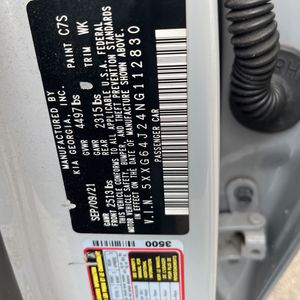 MANUFACTURED BY
KIA GEORGIA, INC.
PAINT C7S
SEP/09/21
GVWR 4497 lbs
TRIM WK
GAWR FRONT 2513 lbs
GAWR REAR 2315 lbs
THIS VEHICLE CONFORMS TO ALL APPLICABLE U.S.A. FEDERAL
MOTOR VEHICLE SAFETY, BUMPER, AND THEFT PREVENTION STANDARDS
IN EFFECT ON THE DATE OF MANUFACTURE SHOWN ABOVE.
V.I.N. 5XXG64J24NG112830
PASSENGER CAR
3500